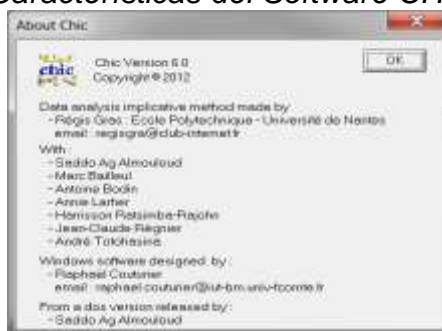 Características del Software CHIC
About Chic
chic
Chic Version 6.0
Copyright © 2012
OK
Data analysis implicative method made by
- Régis Gras : Ecole Polytechnique - Université de Nantes
email : regisgra@club-internet.fr
With :
- Saddo Ag Almouloud
- Marc Bailleul
- Antoine Bodin
- Annie Larher
- Harrisson Ratsimba-Rajohn
- Jean-Claude Régnier
- André Totohasina
Windows software designed by :
- Raphaël Couturier
email : raphael.couturier@iut-bm.univ-fcomte.fr
From a dos version released by :
- Saddo Ag Almouloud